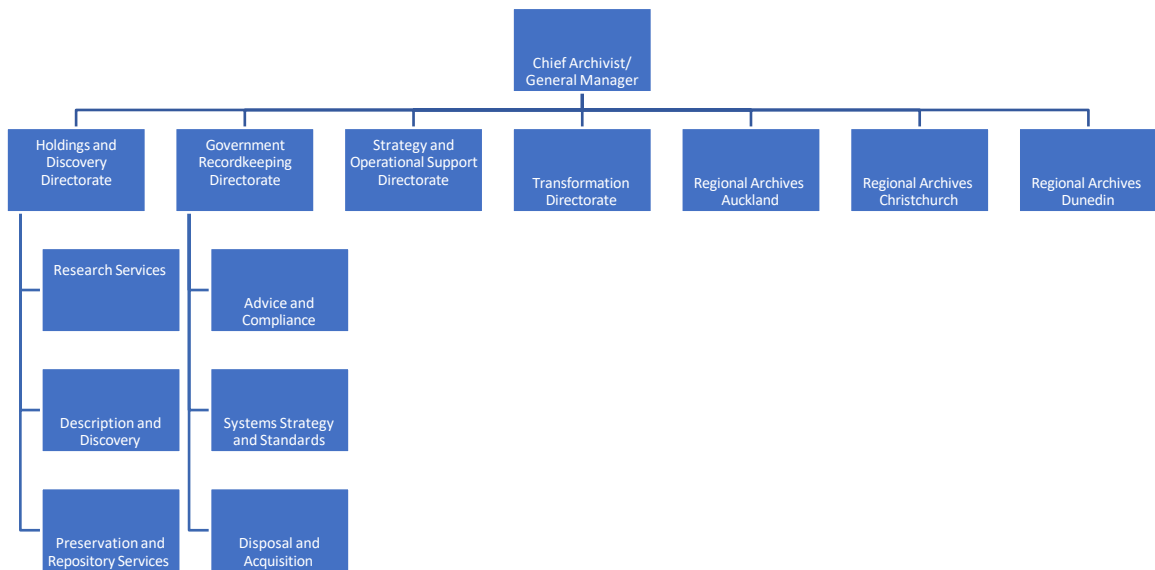 Chief Archivist/
General Manager
Holdings and
Discovery
Directorate
Government
Recordkeeping
Directorate
Strategy and
Operational Support
Directorate
Transformation
Directorate
Regional Archives
Auckland
Regional Archives
Christchurch
Regional Archives
Dunedin
Research Services
Advice and
Compliance
Description and
Discovery
Systems Strategy
and Standards
Preservation and
Repository Services
Disposal and
Acquisition